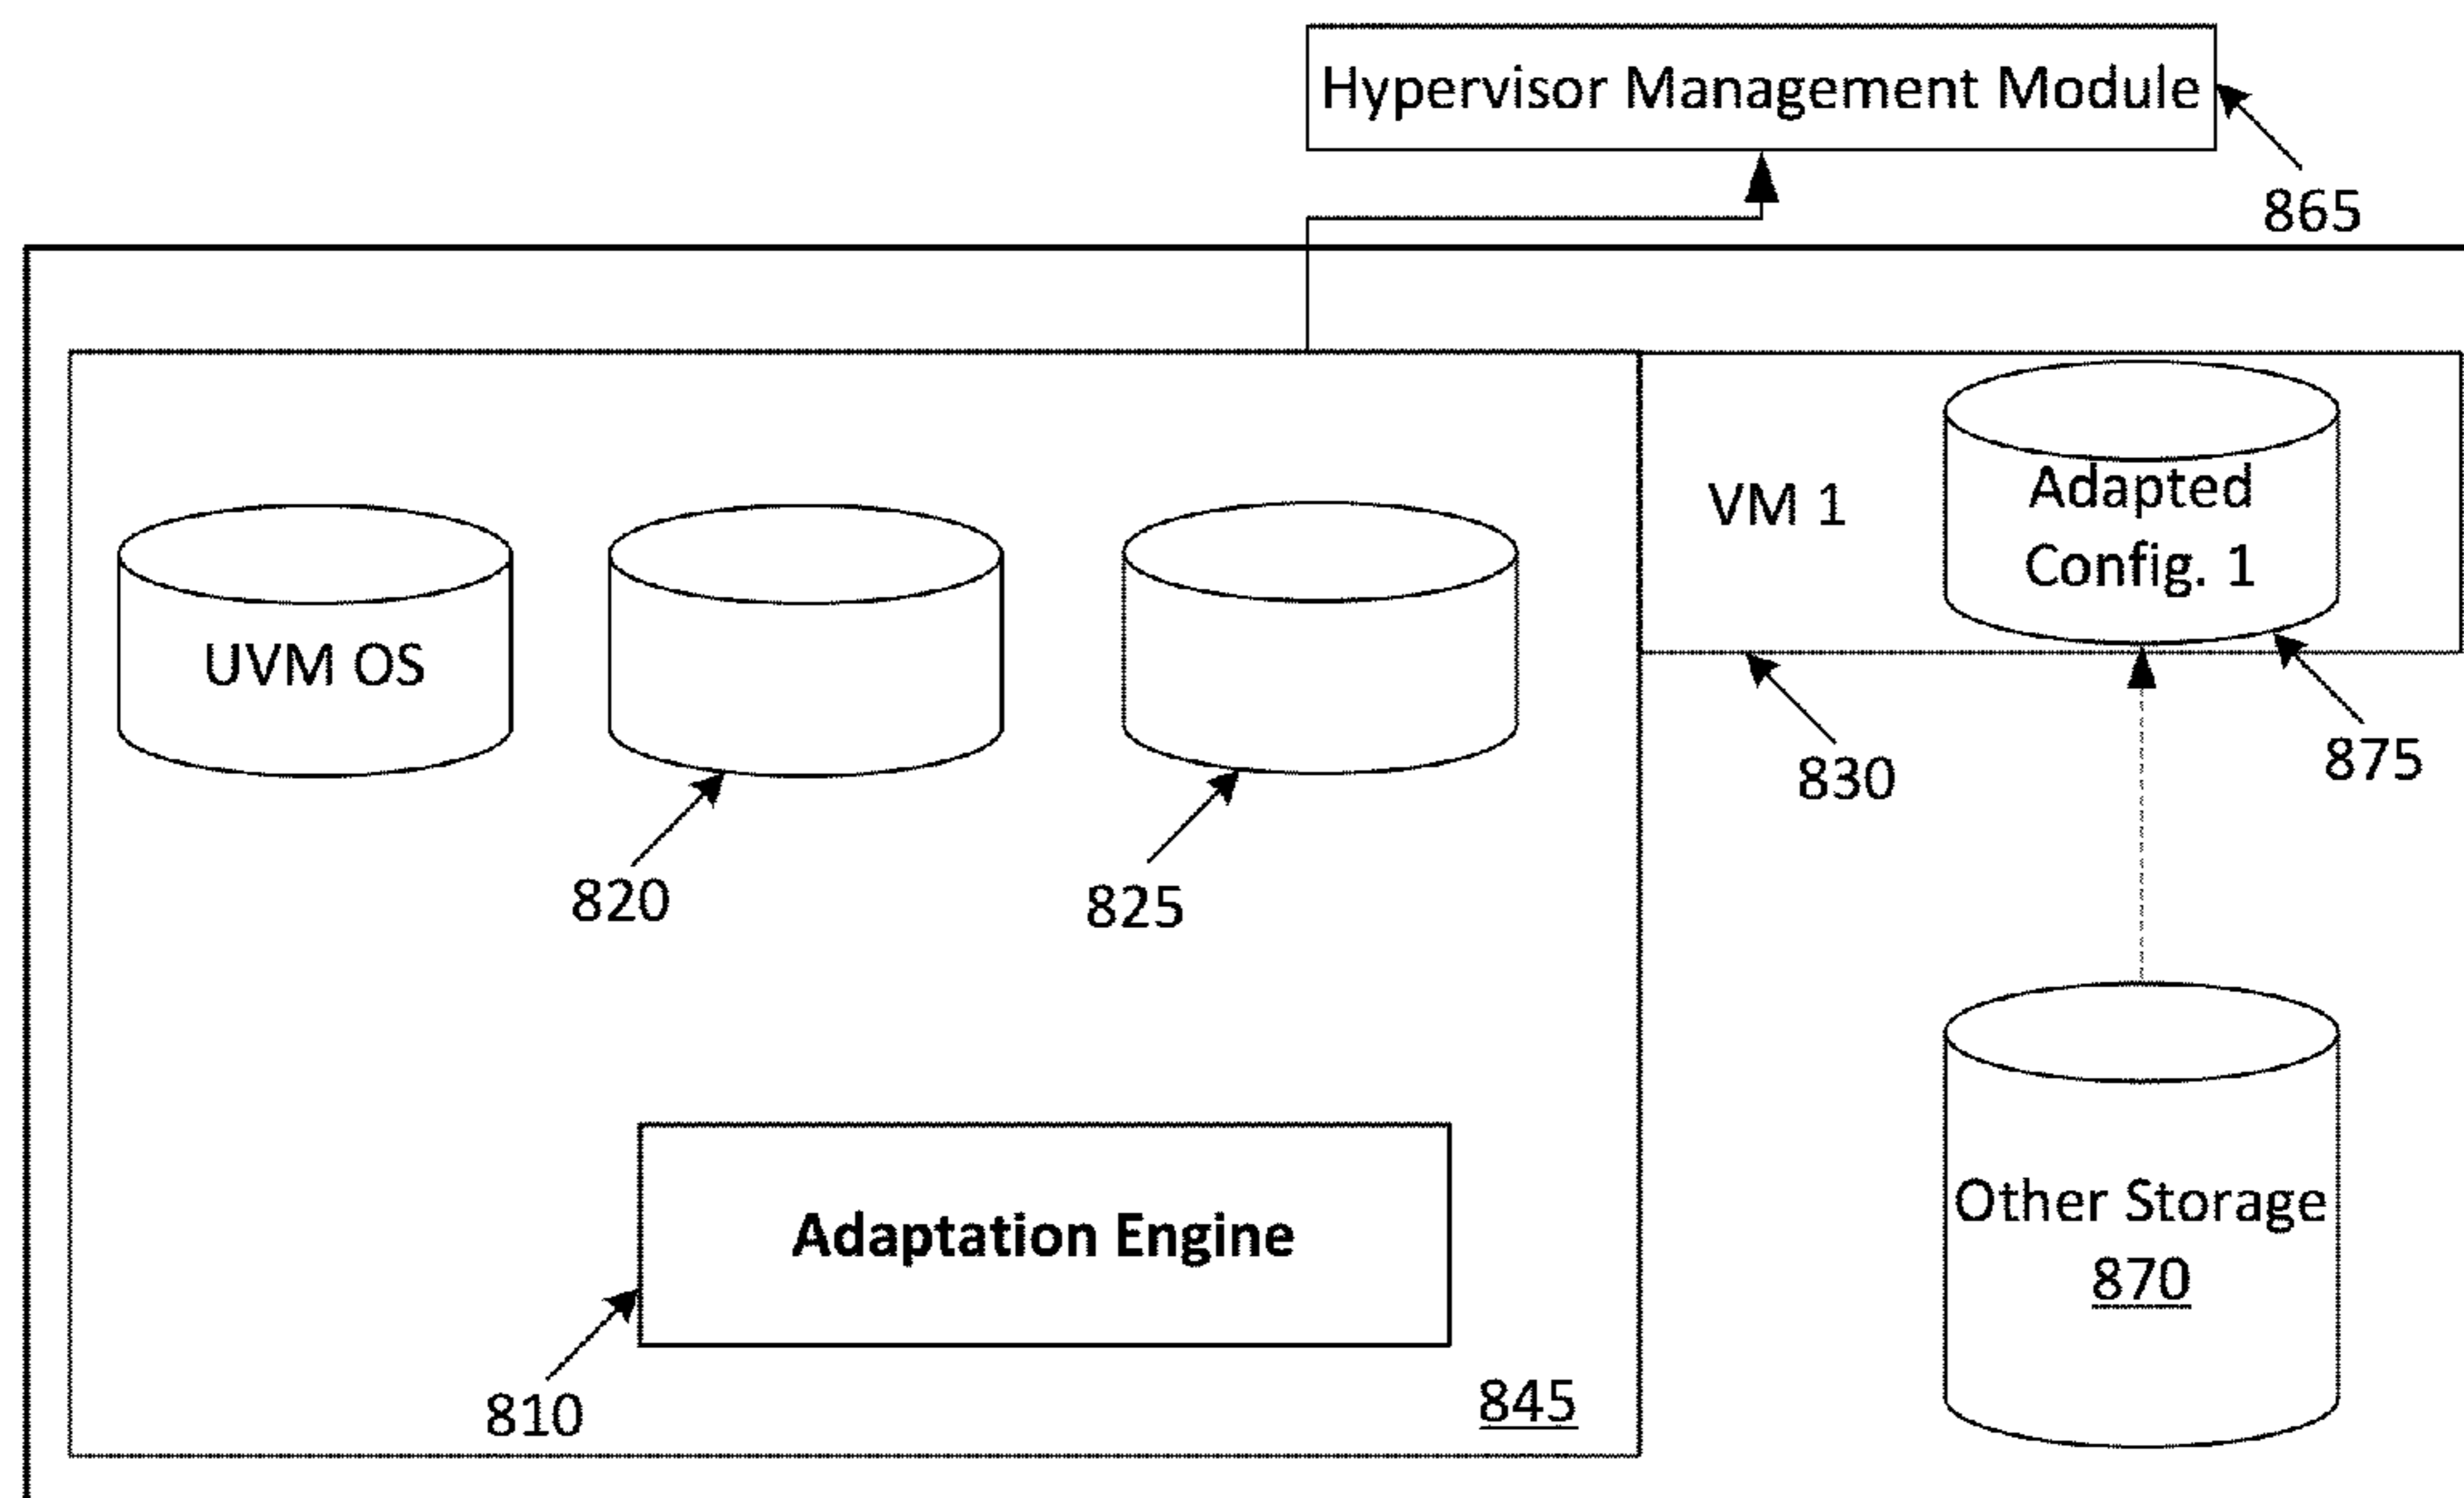 Hypervisor Management Module
865
VM 1
Adapted
Config. 1
UVM OS
875
830
820
825
Other Storage
870
Adaptation Engine
810
845